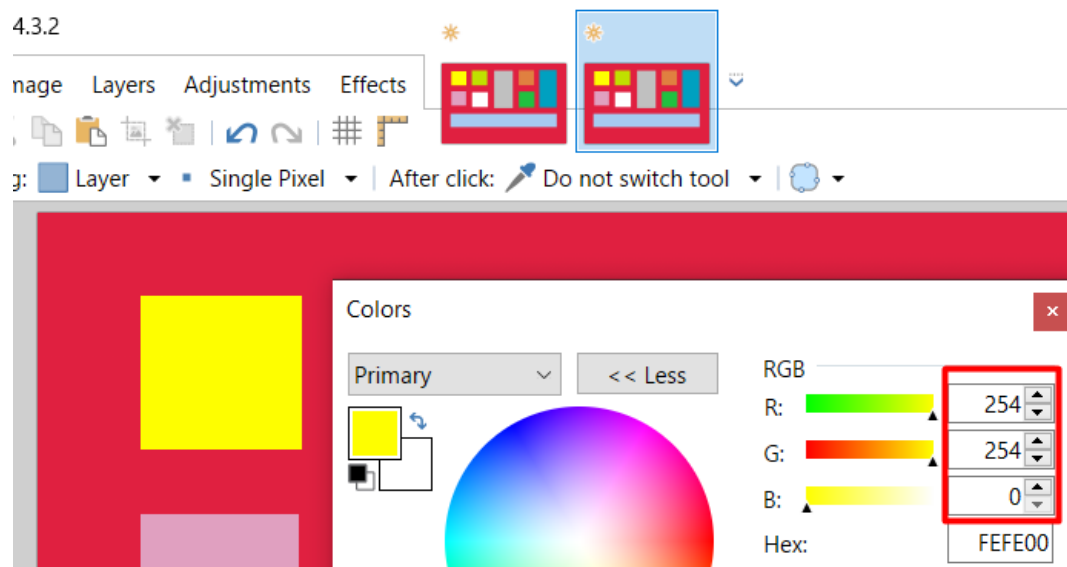 4.3.2
mage Layers Adjustments Effects
g: Layer Single Pixel After click: Do not switch tool
Colors
Primary << Less RGB
R: 254
G: 254
B: 0
Hex: FEFE00